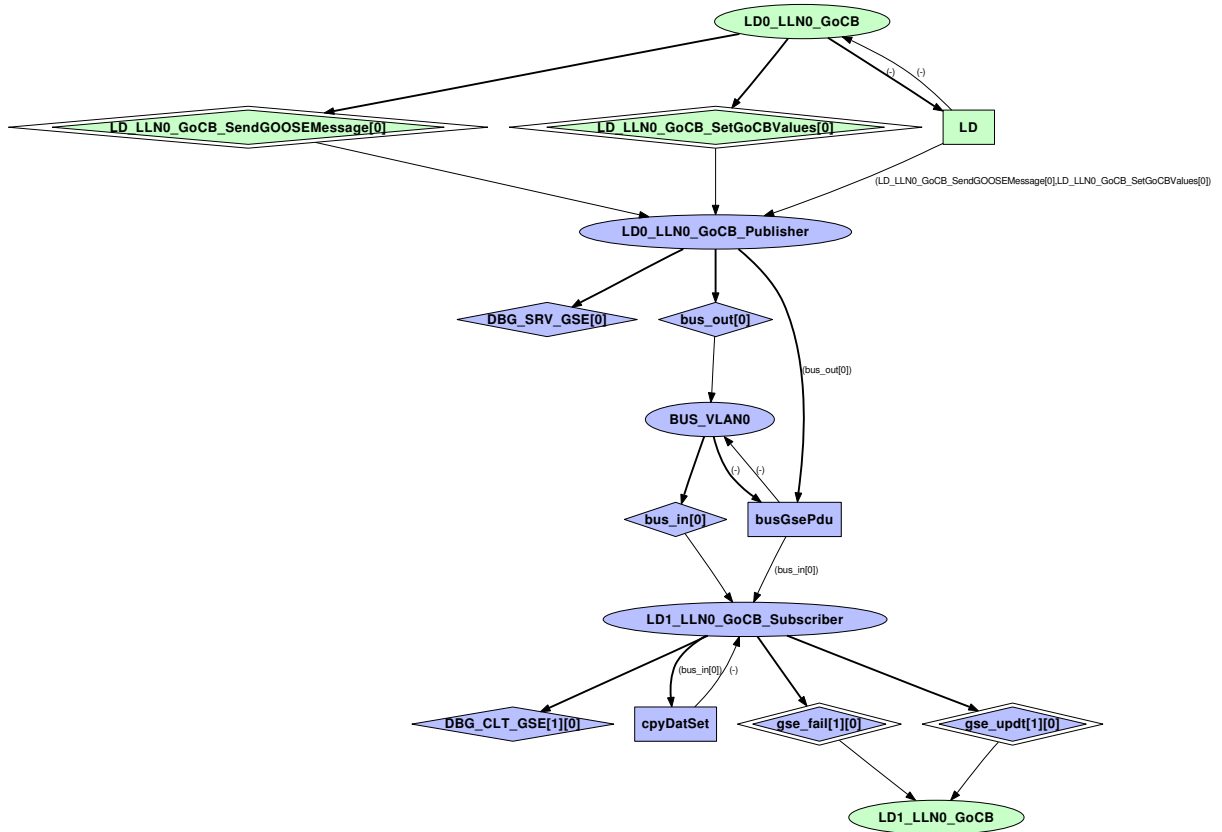 LD0_LLN0_GoCB
(-)
(-)
LD_LLN0_GoCB_SendGOOSEMessage[0]
LD_LLN0_GoCB_SetGoCBValues[0]
LD
(LD_LLN0_GoCB_SendGOOSEMessage[0],LD_LLN0_GoCB_SetGoCBValues[0])
LD0_LLN0_GoCB_Publisher
DBG_SRV_GSE[0]
bus_out[0]
(bus_out[0])
BUS_VLAN0
(-)
(-)
bus_in[0]
busGsePdu
(bus_in[0])
LD1_LLN0_GoCB_Subscriber
(bus_in[0])
(-)
DBG_CLT_GSE[1][0]
cpyDatSet
gse_fail[1][0]
gse_updt[1][0]
LD1_LLN0_GoCB